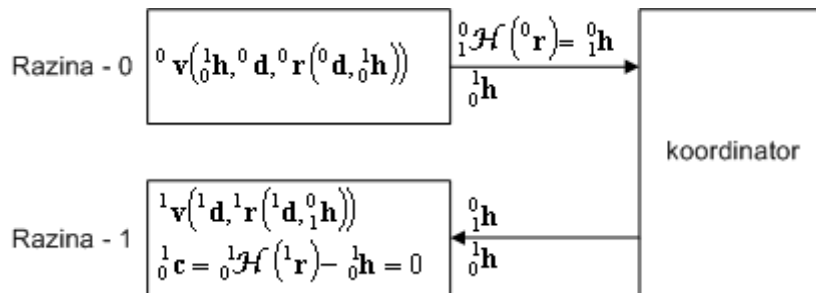 Razina - 0
⁰v(¹₀h,⁰d,⁰r(⁰d,¹₀h))
⁰₁ℋ(⁰r)= ⁰₁h
¹₀h
koordinator
Razina - 1
¹v(¹d,¹r(¹d,⁰₁h))
¹₀c = ¹₀ℋ(¹r)− ¹₀h = 0
⁰₁h
¹₀h